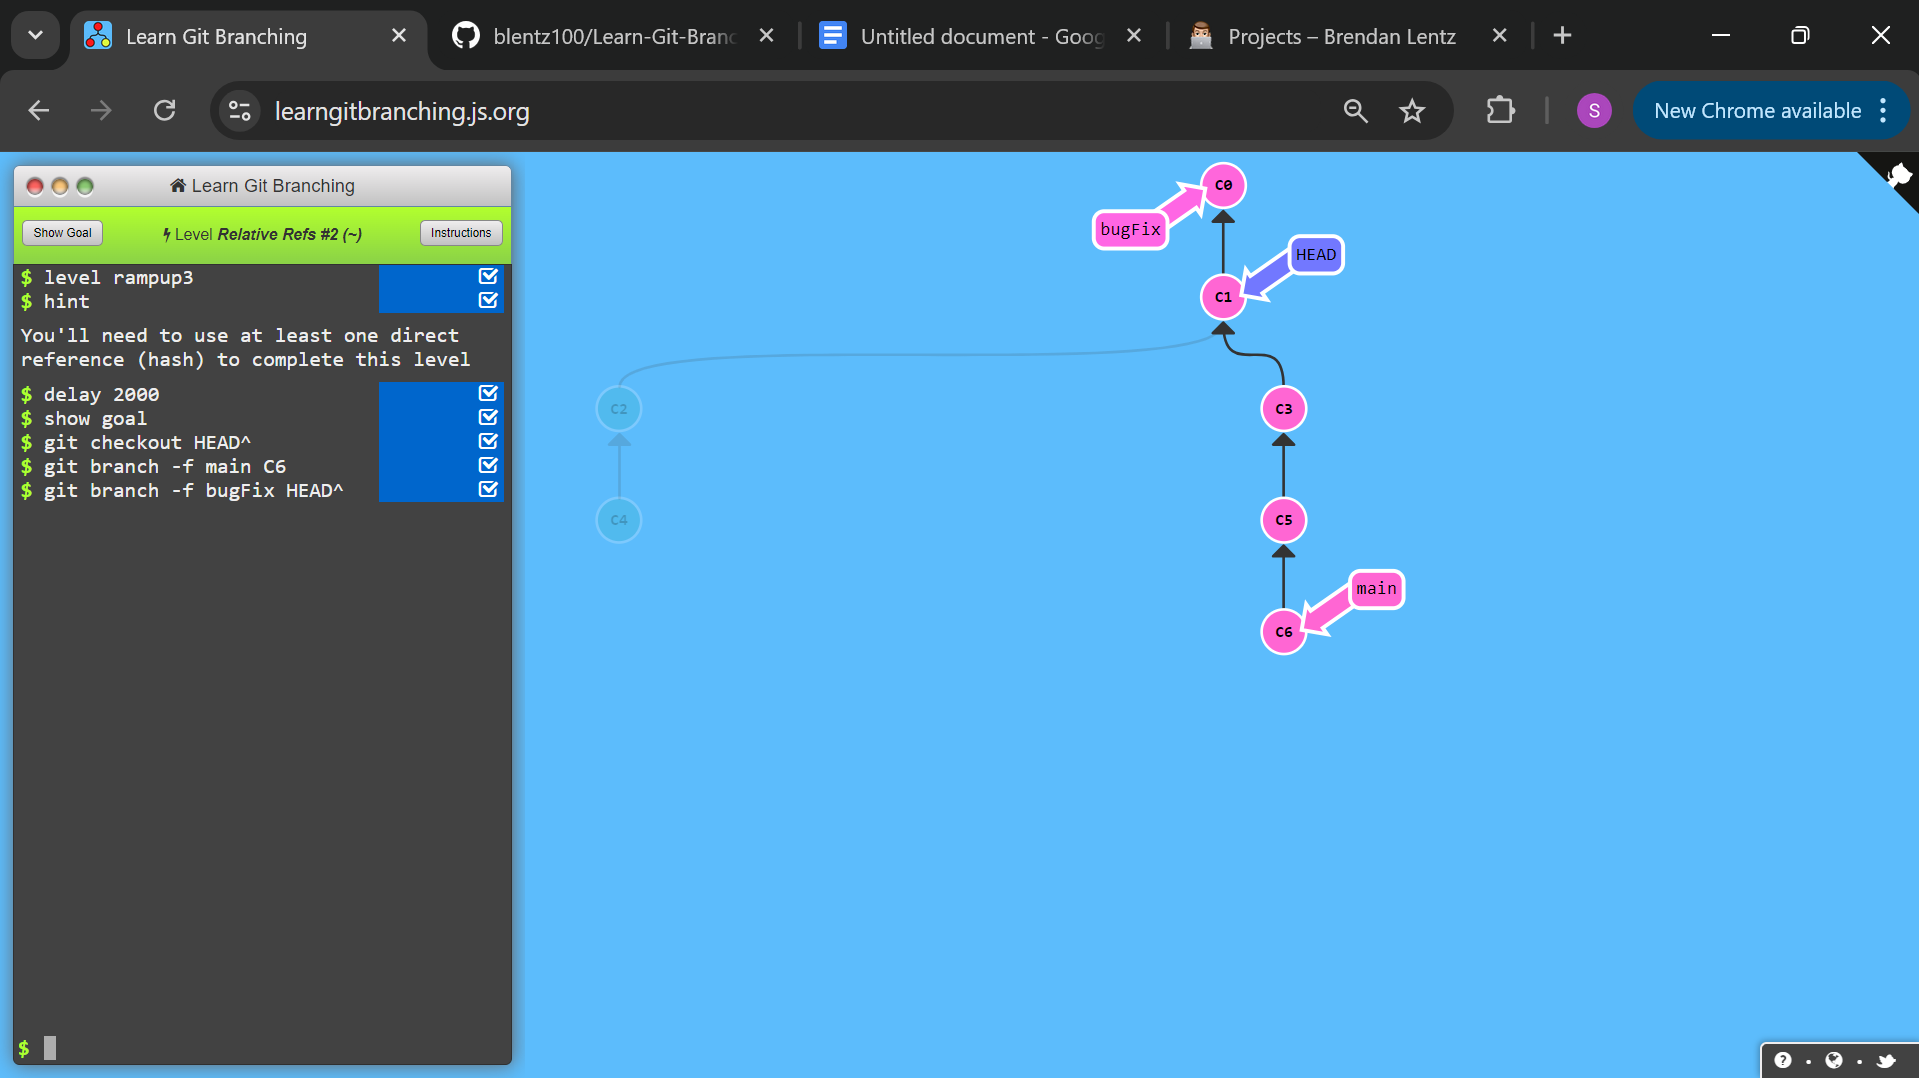 Learn Git Branching
blentz100/Learn-Git-Branc
Untitled document - Goog
Projects – Brendan Lentz
learngitbranching.js.org
S
New Chrome available
Learn Git Branching
Show Goal
Level Relative Refs #2 (~)
Instructions
$ level rampup3
$ hint
You'll need to use at least one direct
reference (hash) to complete this level
$ delay 2000
$ show goal
$ git checkout HEAD^
$ git branch -f main C6
$ git branch -f bugFix HEAD^
$
C0
bugFix
HEAD
C1
C2
C3
C4
C5
main
C6
?